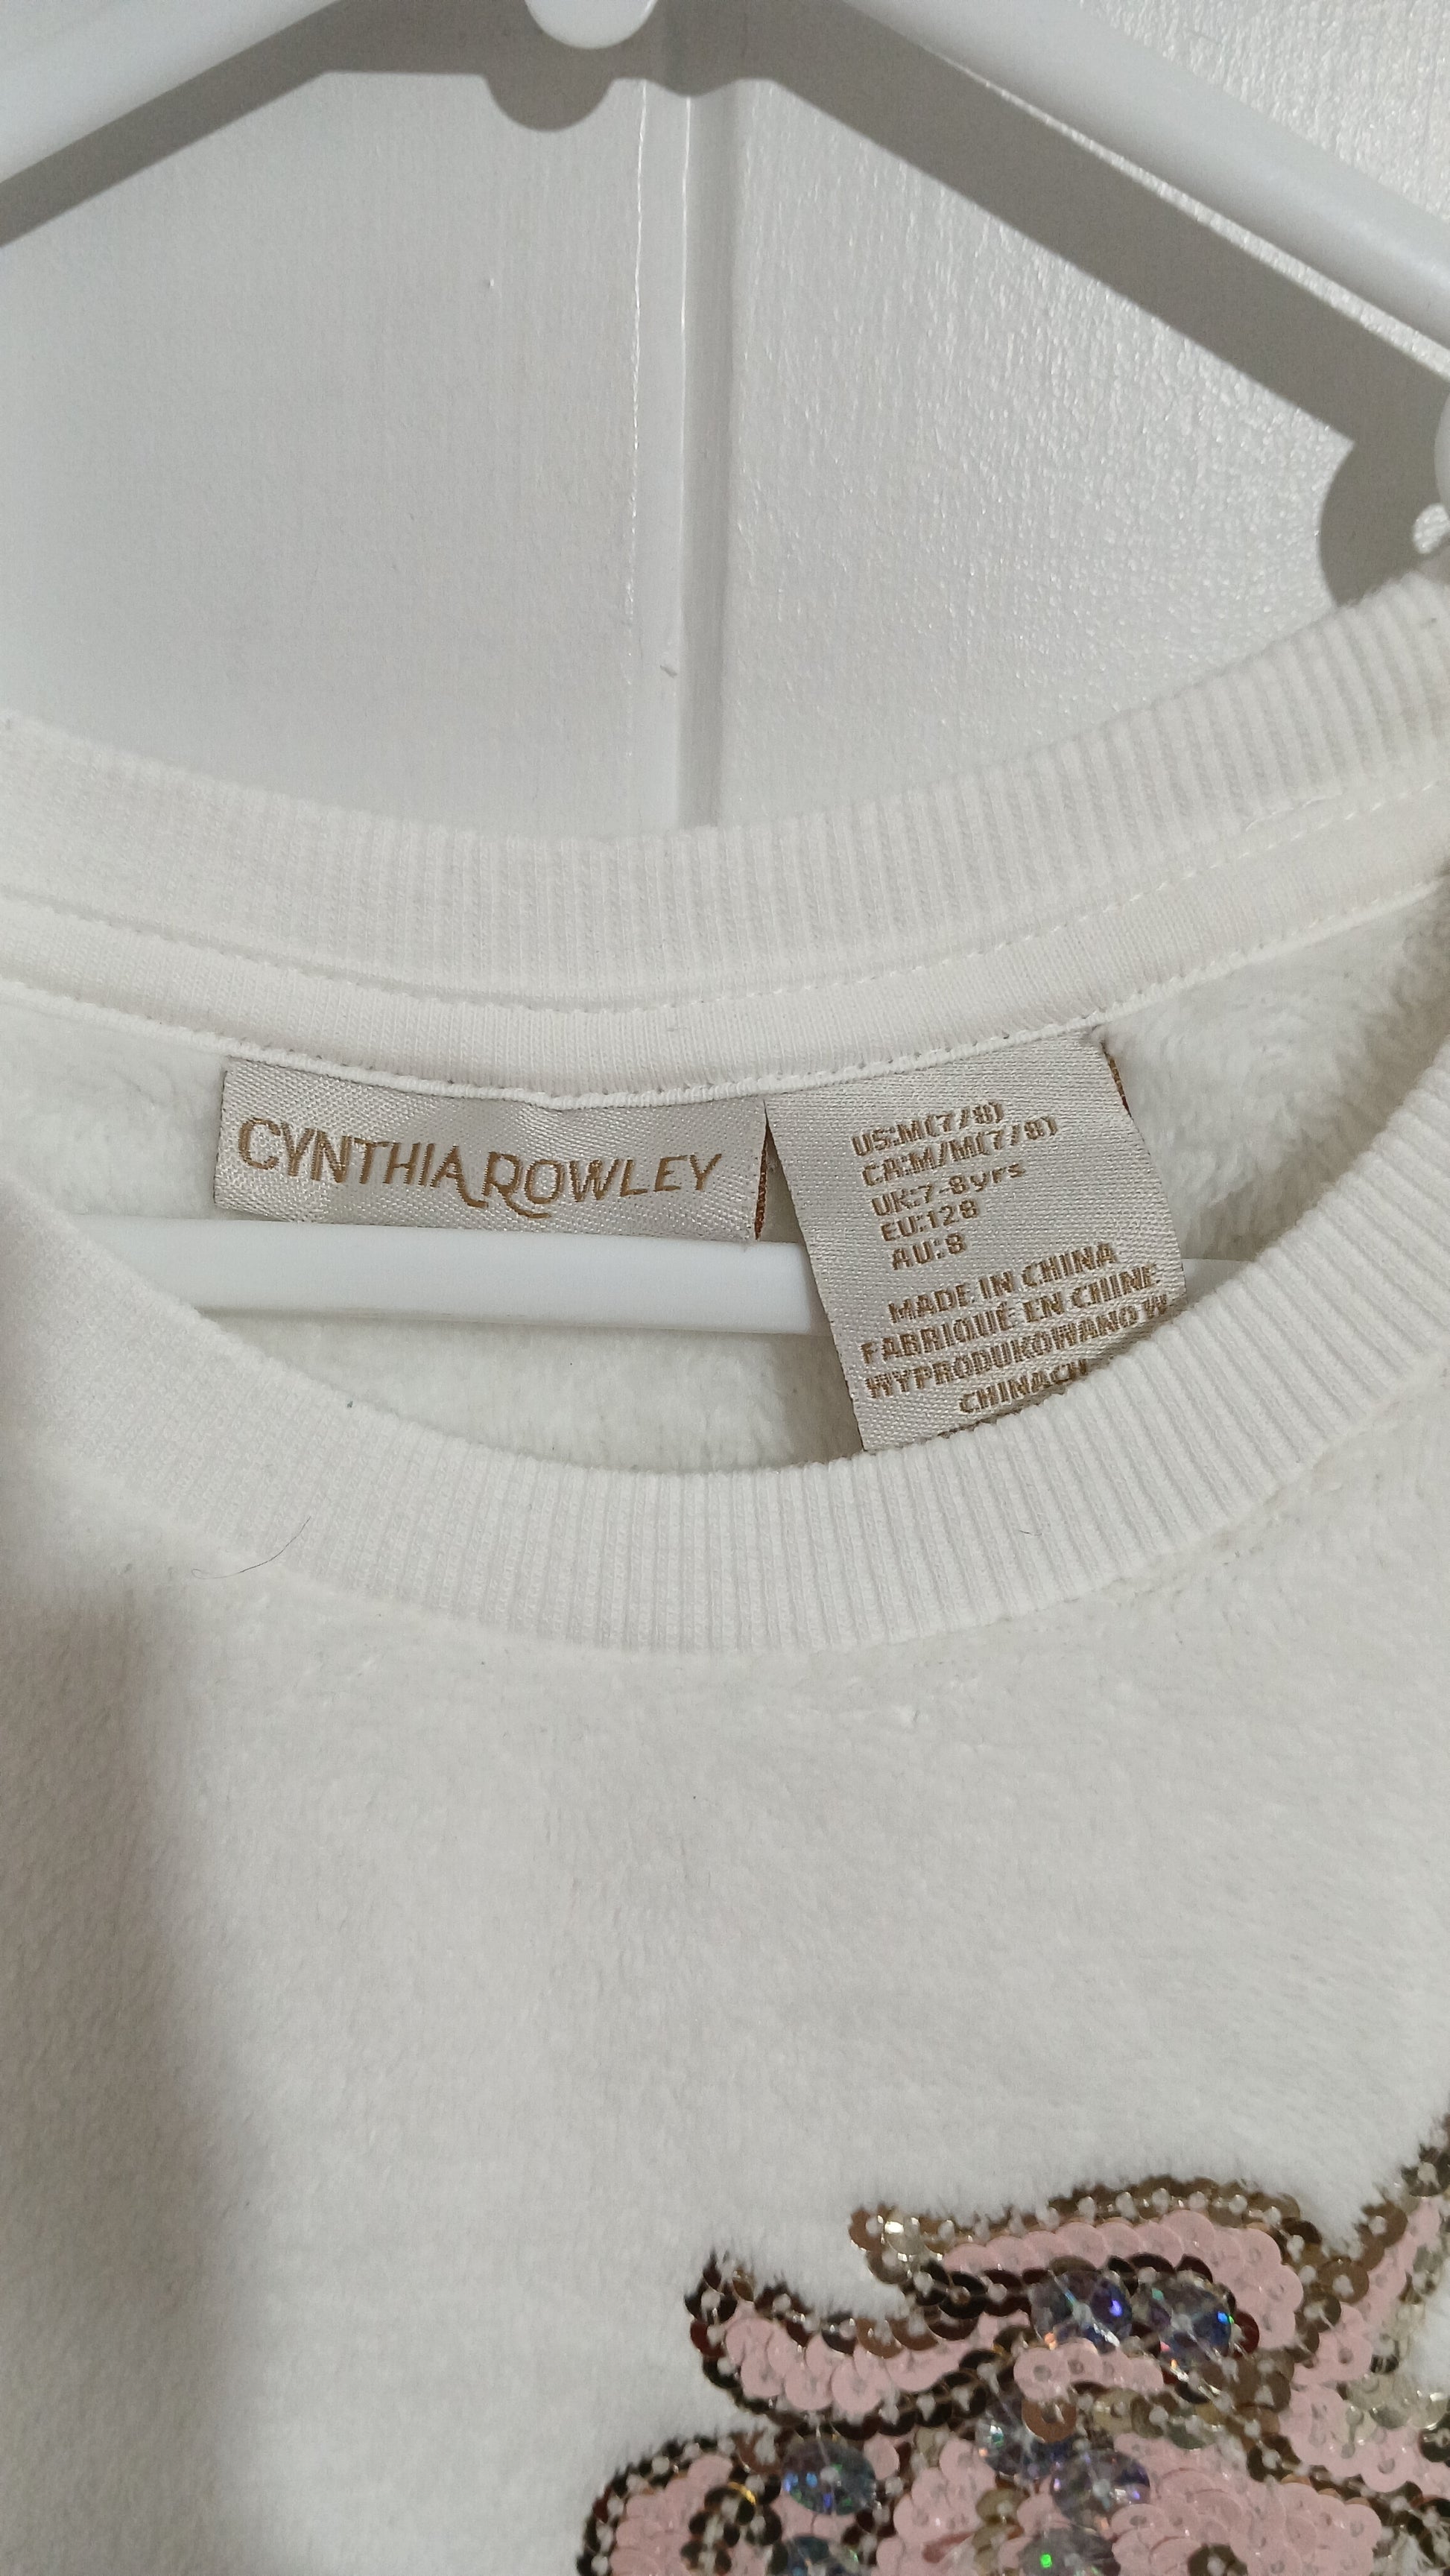 CYNTHIA ROWLEY
US:M(7/8)
CA:M/M(7/8)
UK:7-8yrs
EU:128
AU:8
MADE IN CHINA
FABRIQUÉ EN CHINE
WYPRODUKOWANO W
CHINACH